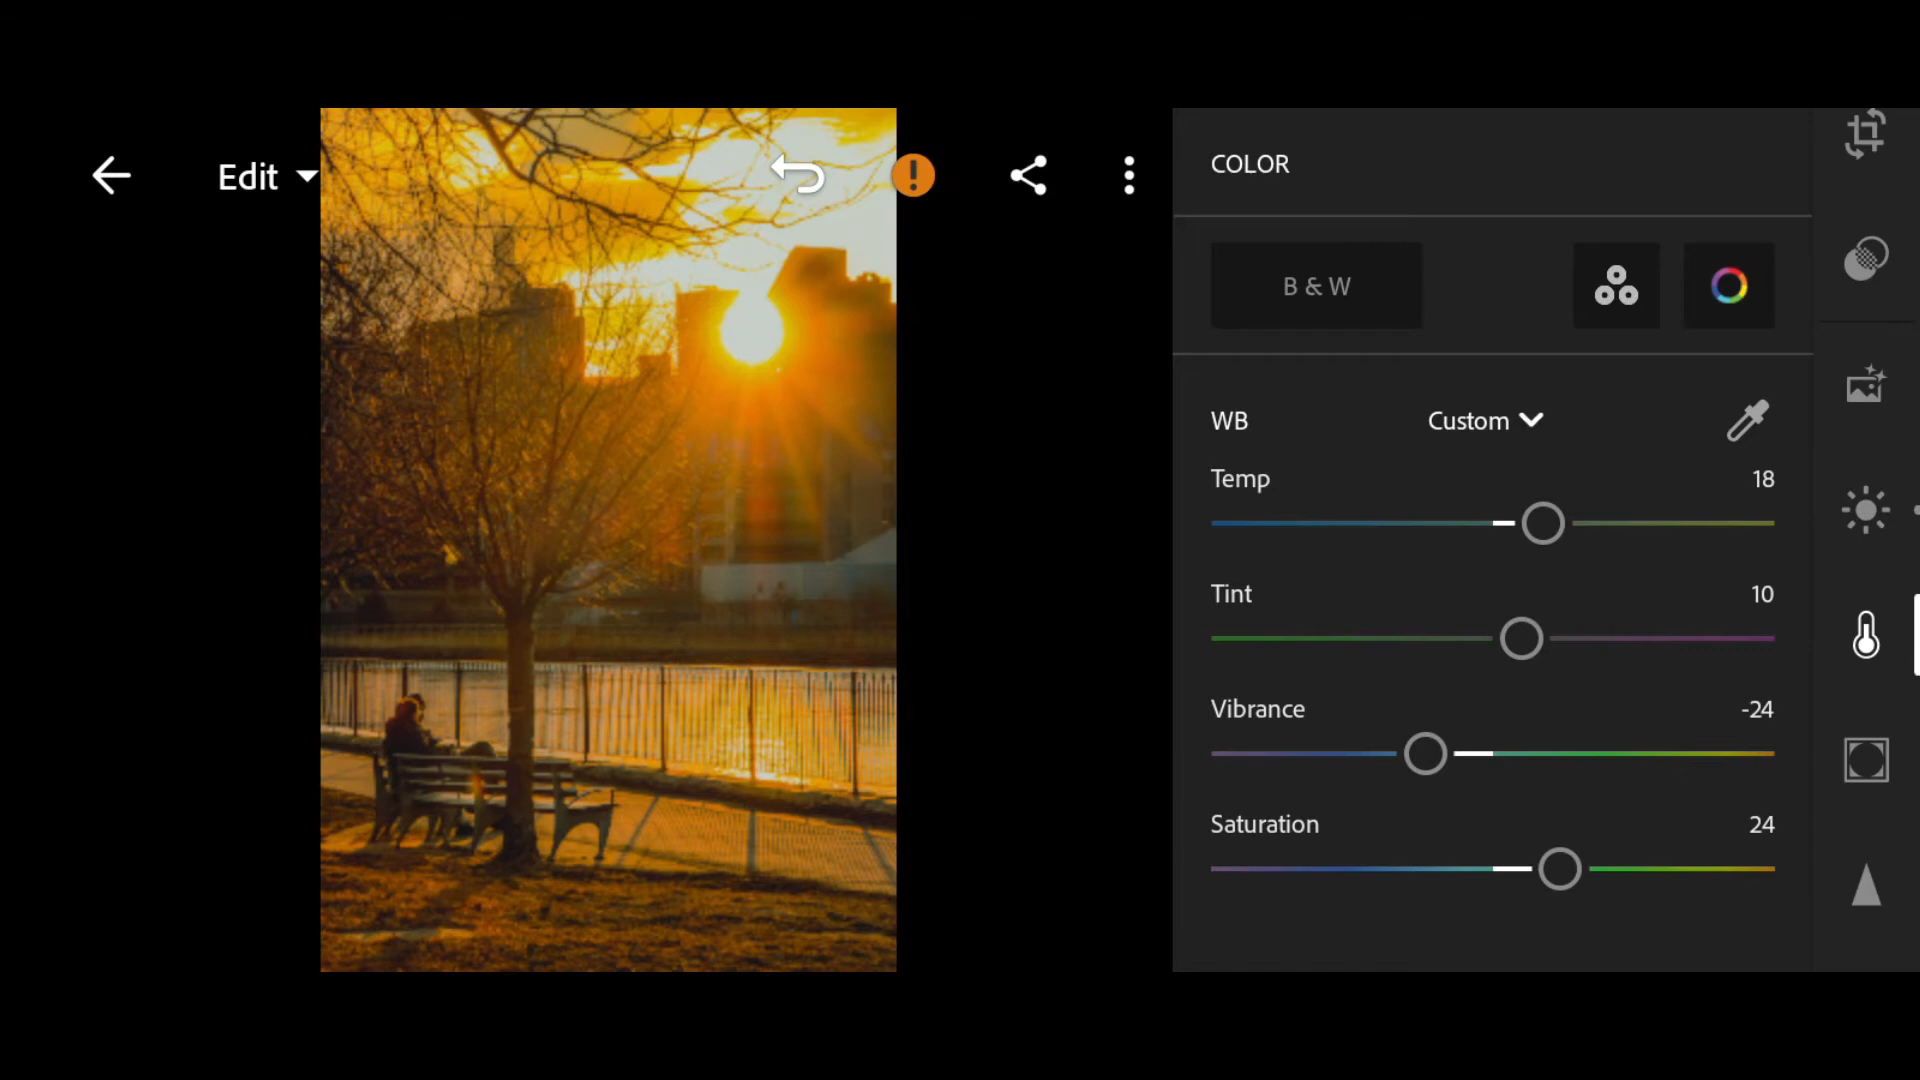 Edit
!
COLOR
B & W
WB
Custom
Temp
18
Tint
10
Vibrance
-24
Saturation
24